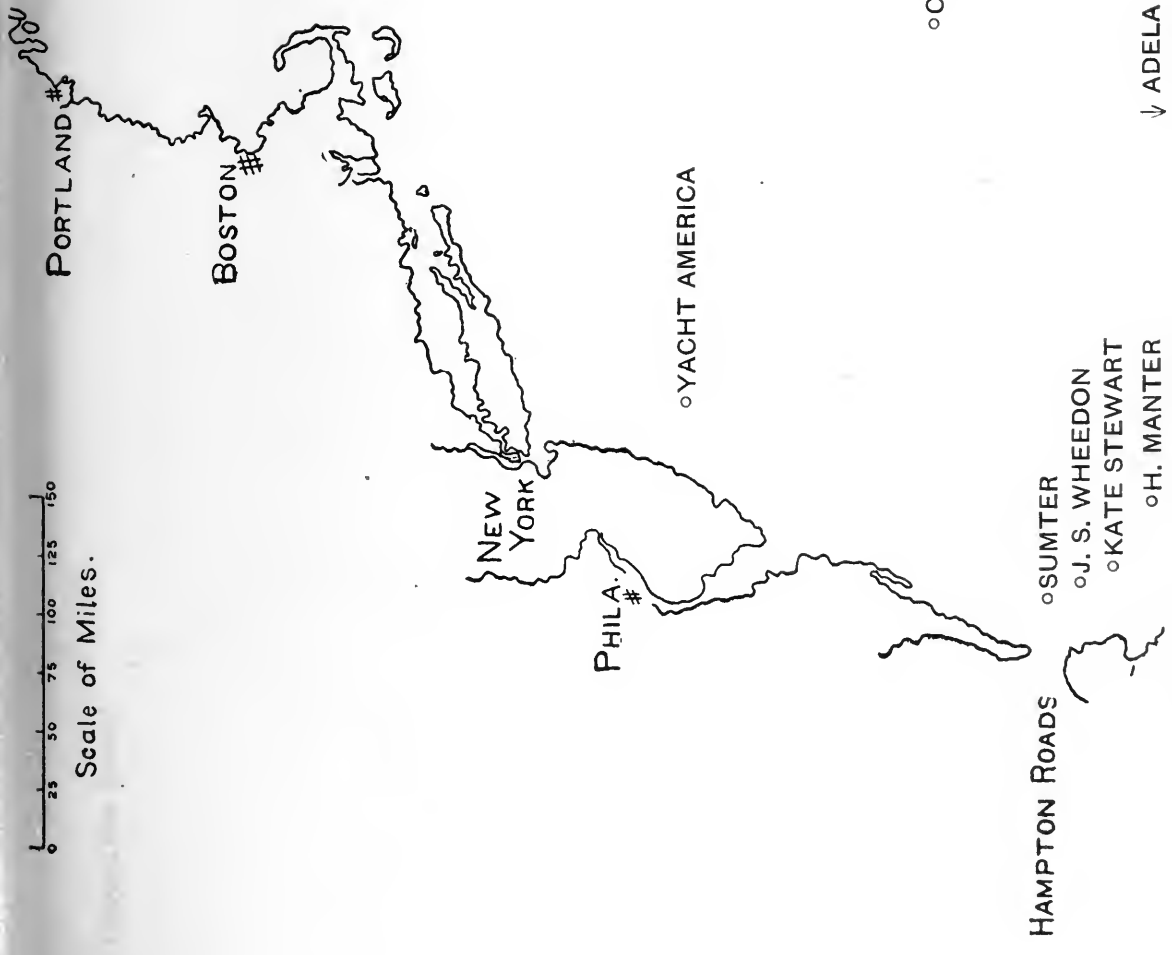 PORTLAND
BOSTON
0 25 50 75 100 125 150
Scale of Miles.
NEW
YORK
PHILA.
○YACHT AMERICA
HAMPTON ROADS
○SUMTER
○J. S. WHEEDON
○KATE STEWART
○H. MANTER
↓ ADELA